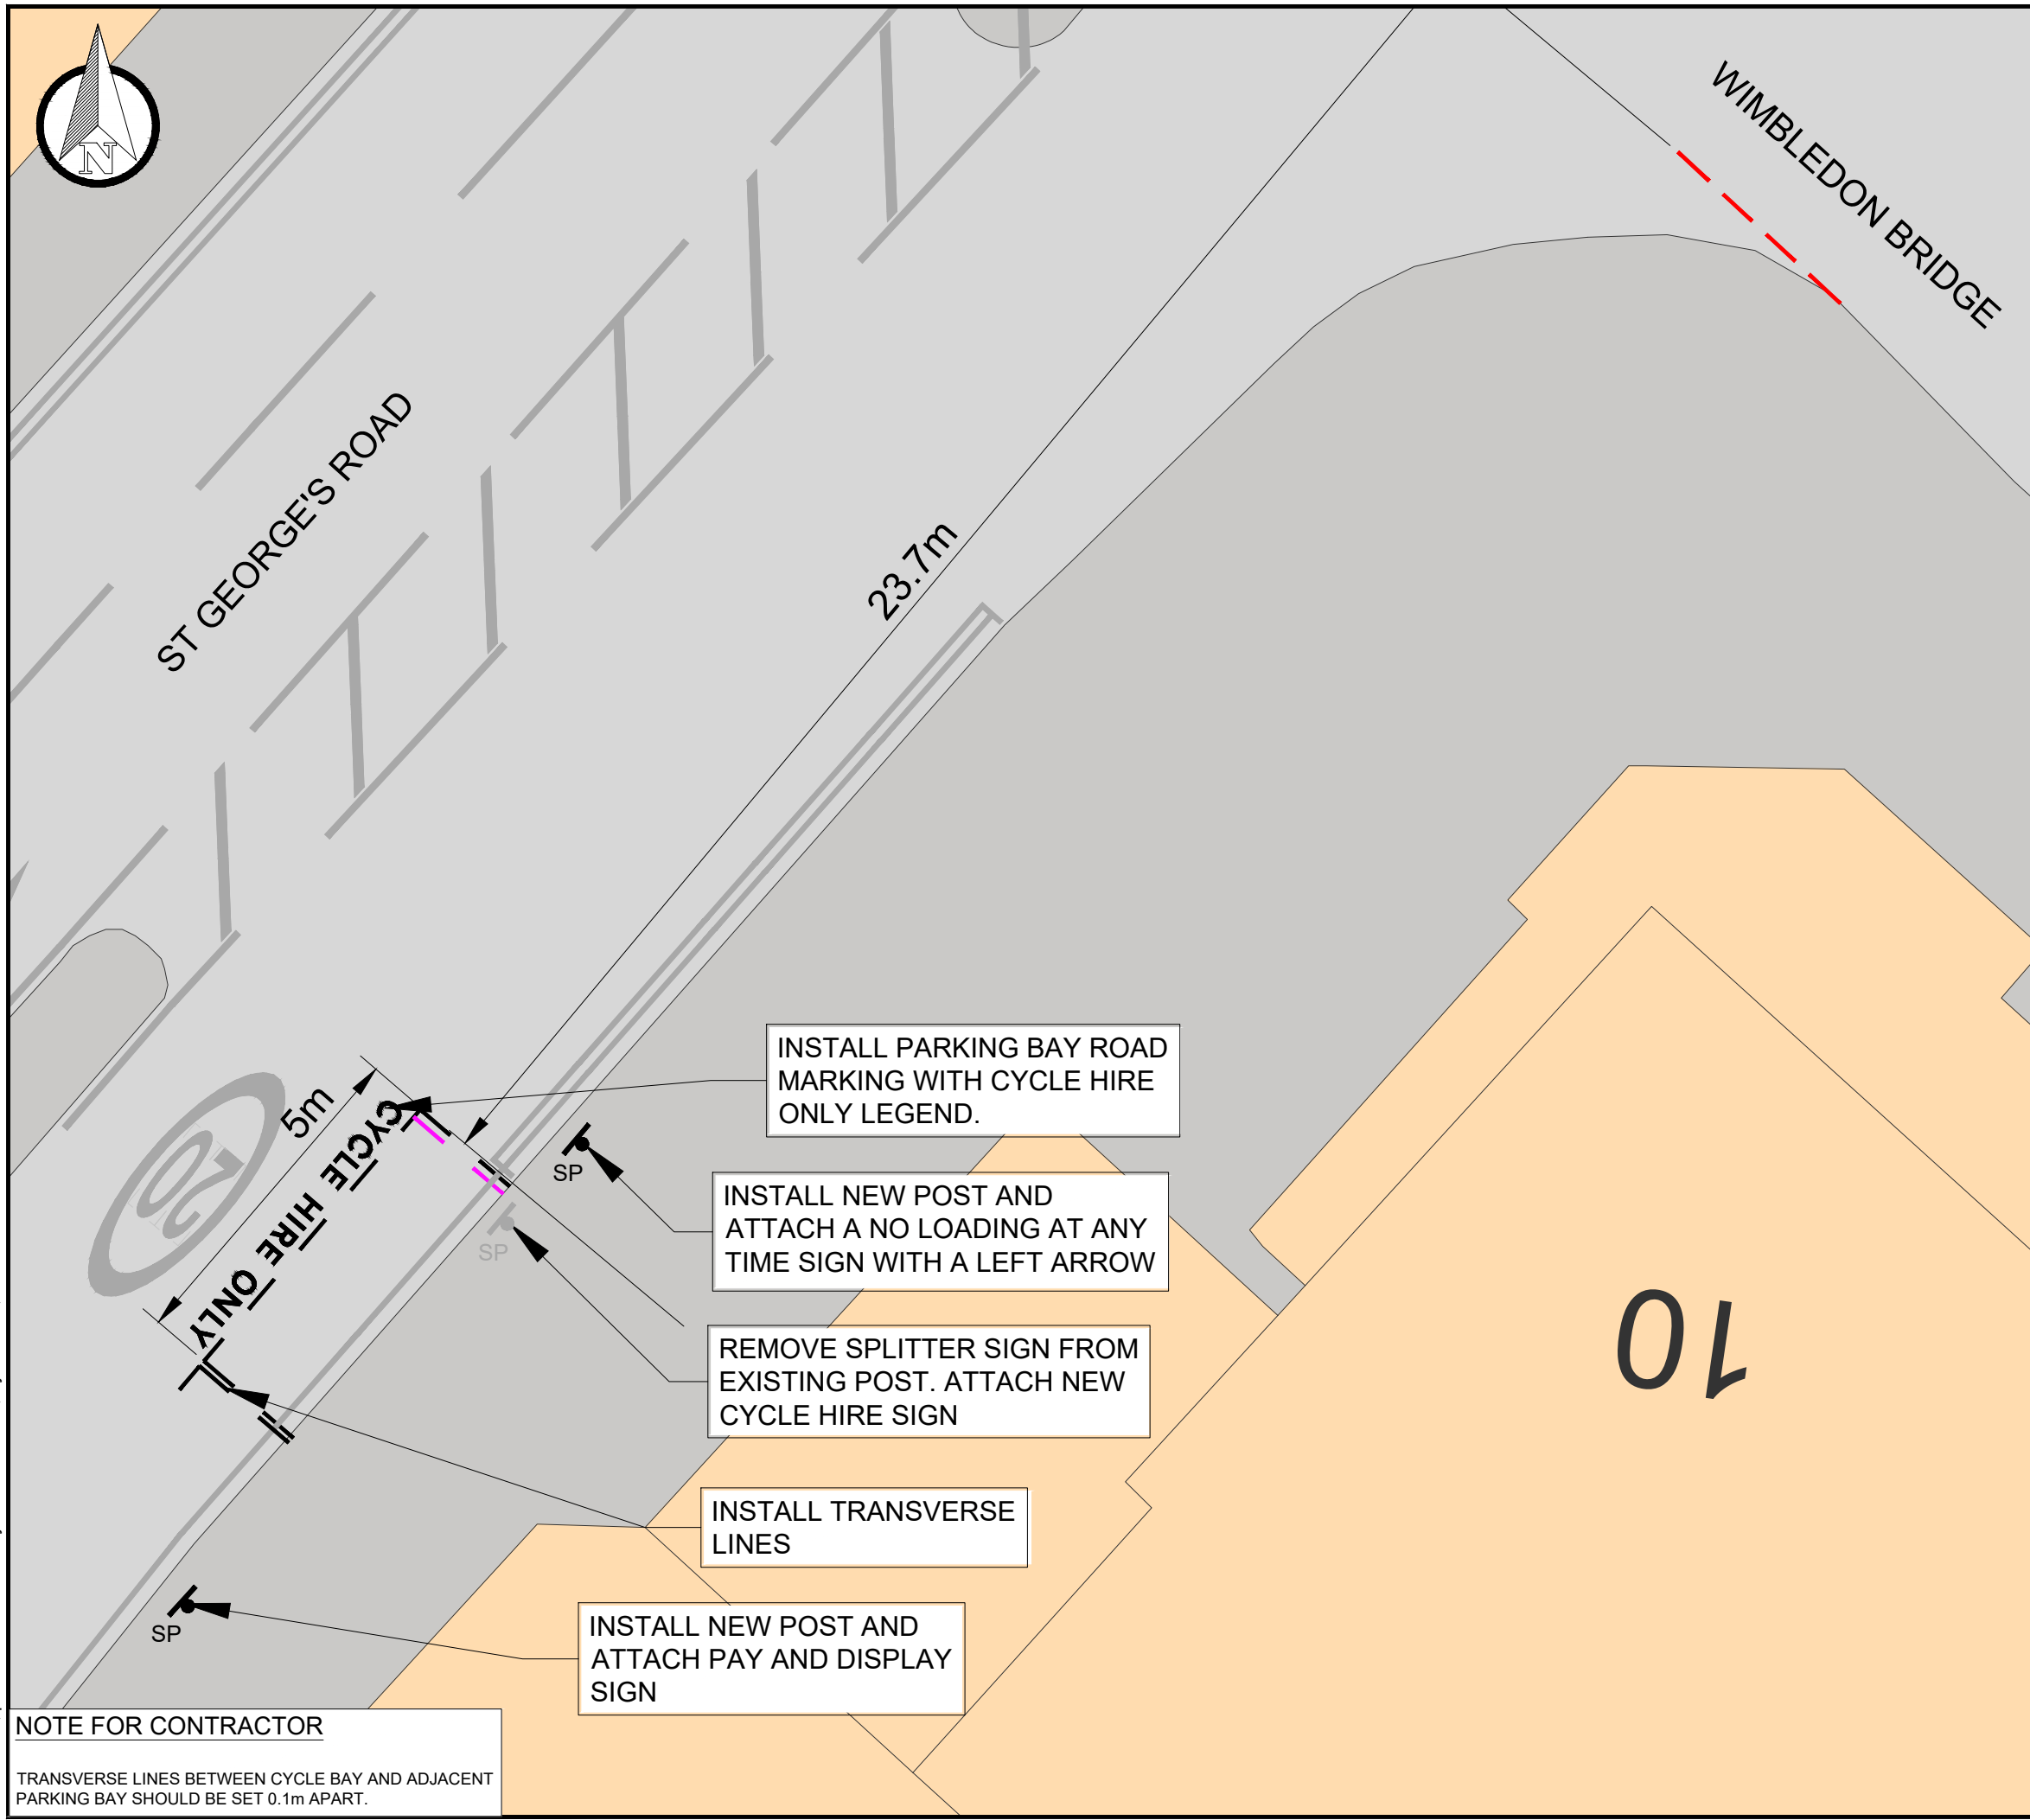 N
WIMBLEDON BRIDGE
ST GEORGE'S ROAD
23.7m
5m
20
CYCLE HIRE ONLY
INSTALL PARKING BAY ROAD
MARKING WITH CYCLE HIRE
ONLY LEGEND.
SP
INSTALL NEW POST AND
ATTACH A NO LOADING AT ANY
TIME SIGN WITH A LEFT ARROW
SP
REMOVE SPLITTER SIGN FROM
EXISTING POST. ATTACH NEW
CYCLE HIRE SIGN
10
INSTALL TRANSVERSE
LINES
SP
INSTALL NEW POST AND
ATTACH PAY AND DISPLAY
SIGN
NOTE FOR CONTRACTOR
TRANSVERSE LINES BETWEEN CYCLE BAY AND ADJACENT
PARKING BAY SHOULD BE SET 0.1m APART.